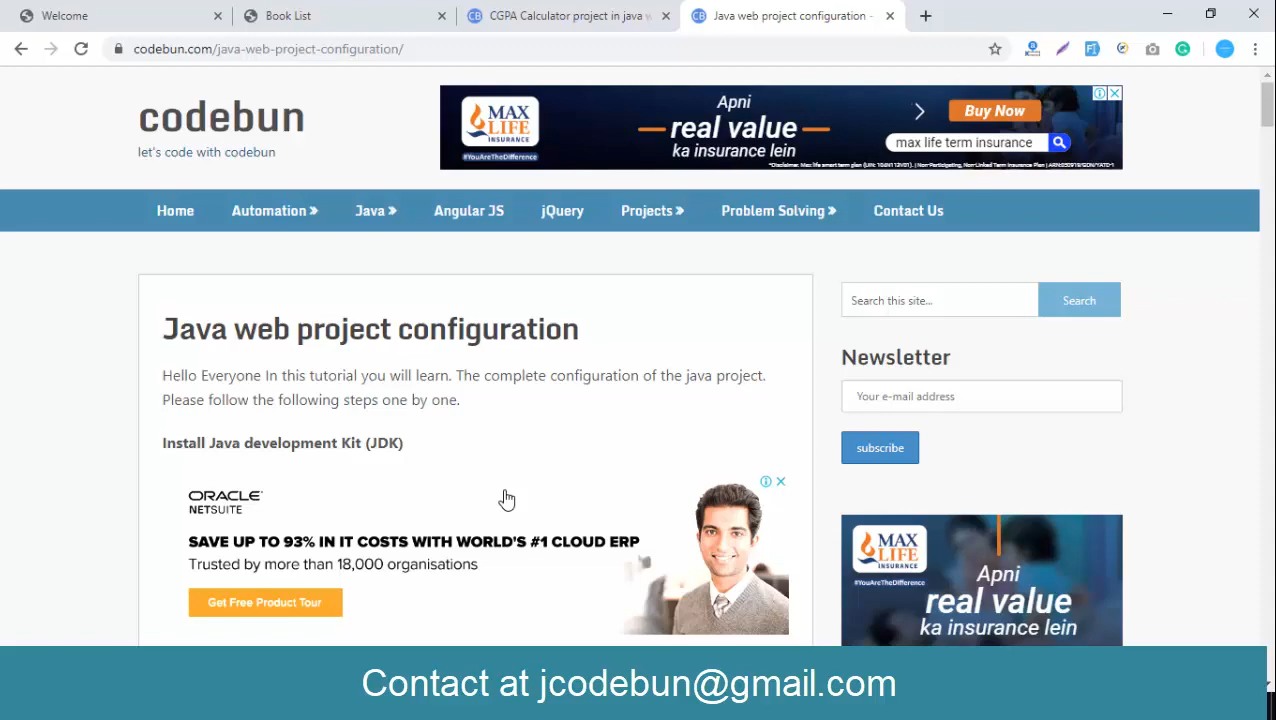 Welcome
Book List
CGPA Calculator project in java w
Java web project configuration -
codebun.com/java-web-project-configuration/
codebun
let's code with codebun
MAX LIFE INSURANCE
#YouAreTheDifference
Apni
real value
ka insurance lein
Buy Now
max life term insurance
Home
Automation »
Java »
Angular JS
jQuery
Projects »
Problem Solving »
Contact Us
Java web project configuration
Hello Everyone In this tutorial you will learn. The complete configuration of the java project.
Please follow the following steps one by one.
Install Java development Kit (JDK)
ORACLE
NETSUITE
SAVE UP TO 93% IN IT COSTS WITH WORLD'S #1 CLOUD ERP
Trusted by more than 18,000 organisations
Get Free Product Tour
Search this site...
Search
Newsletter
Your e-mail address
subscribe
MAX
LIFE
INSURANCE
#YouAreTheDifference
Apni
real value
ka insurance lein
Contact at jcodebun@gmail.com